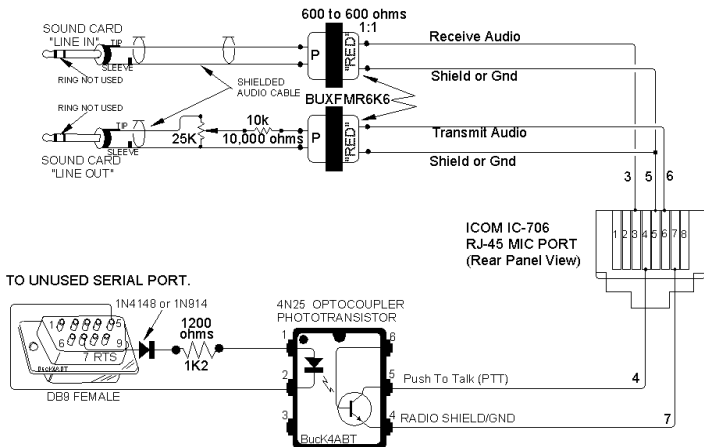 600 to 600 ohms
1:1
SOUND CARD
"LINE IN"
TIP
SLEEVE
RING NOT USED
P
"RED"
Receive Audio
Shield or Gnd
SHIELDED
AUDIO CABLE
BUXFMR6K6
RING NOT USED
TIP
SLEEVE
SOUND CARD
"LINE OUT"
25K
10k
10,000 ohms
P
"RED"
Transmit Audio
Shield or Gnd
3 5 6
ICOM IC-706
RJ-45 MIC PORT
(Rear Panel View)
1 2 3 4 5 6 7 8
TO UNUSED SERIAL PORT.
1N4148 or 1N914
1 5
6 9
7 RTS
BucK4ABT
DB9 FEMALE
1200
ohms
1K2
4N25 OPTOCOUPLER
PHOTOTRANSISTOR
1 6
2 5
3 4
BucK4ABT
Push To Talk (PTT)
4
RADIO SHIELD/GND
7